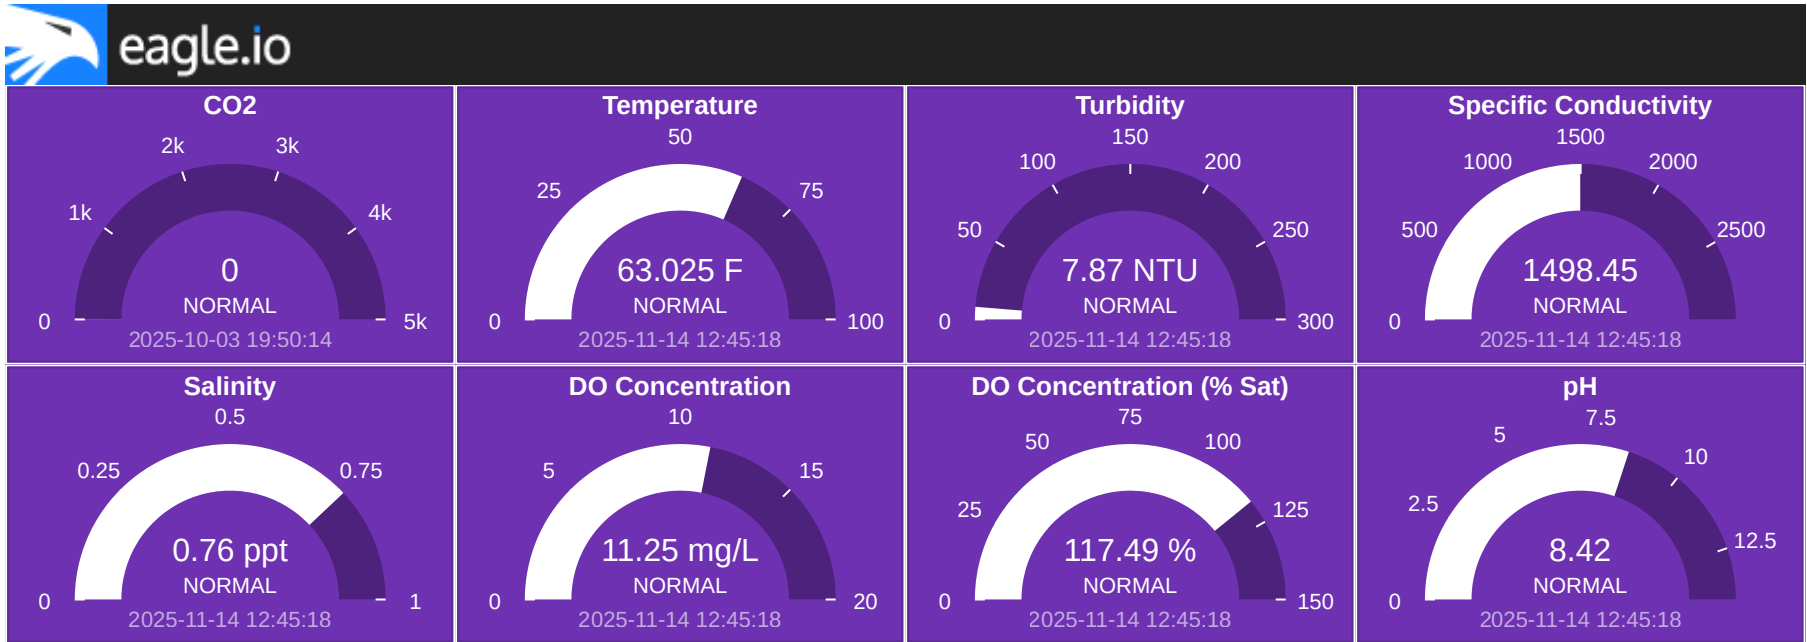 eagle.io
CO2
2k 3k
1k 4k
0
NORMAL
0 5k
2025-10-03 19:50:14
Temperature
50
25 75
63.025 F
NORMAL
0 100
2025-11-14 12:45:18
Turbidity
150
100 200
50 250
7.87 NTU
NORMAL
0 300
2025-11-14 12:45:18
Specific Conductivity
1500
1000 2000
500 2500
1498.45
NORMAL
0
2025-11-14 12:45:18
Salinity
0.5
0.25 0.75
0.76 ppt
NORMAL
0 1
2025-11-14 12:45:18
DO Concentration
10
5 15
11.25 mg/L
NORMAL
0 20
2025-11-14 12:45:18
DO Concentration (% Sat)
75
50 100
25 125
117.49 %
NORMAL
0 150
2025-11-14 12:45:18
pH
7.5
5 10
2.5 12.5
8.42
NORMAL
0
2025-11-14 12:45:18